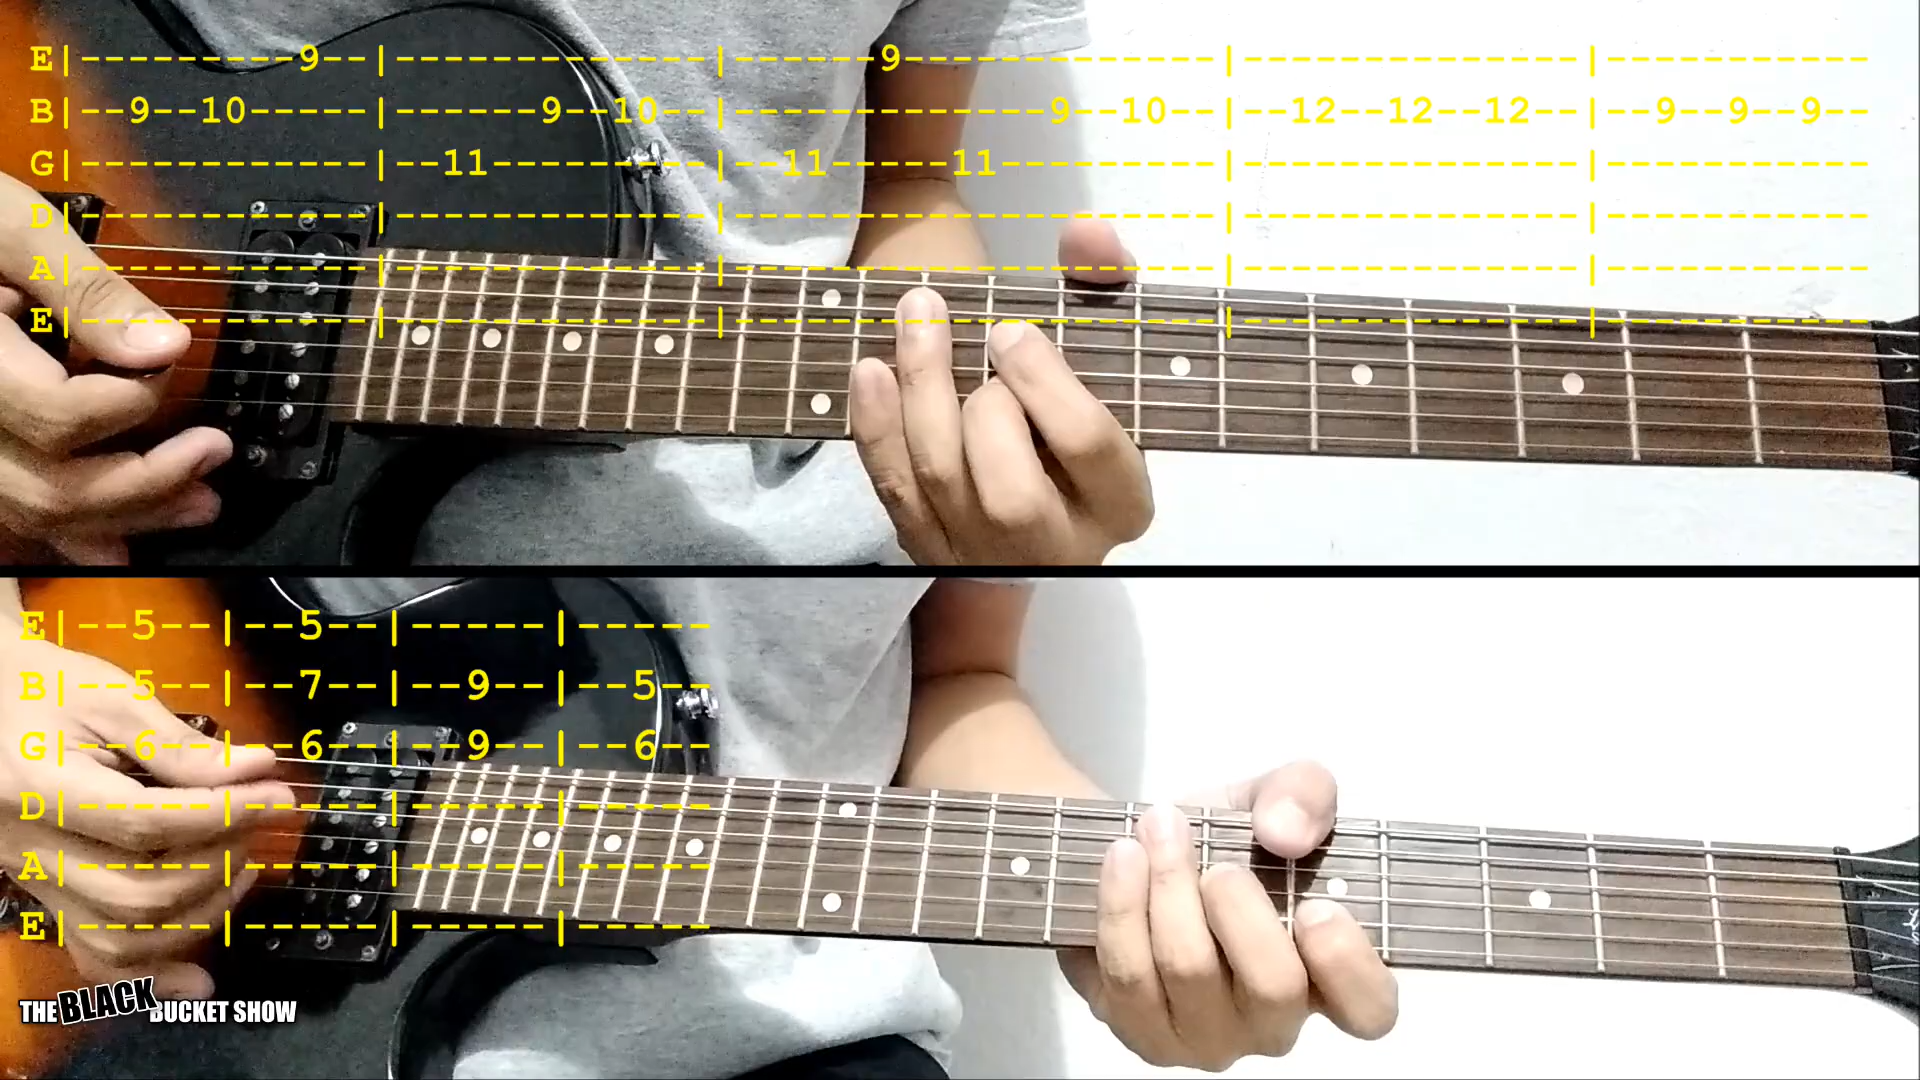 E|---------9--|------------|------9-----------|-------------|-----------
B|--9--10-----|------9--10--|-------------9--10--|--12--12--12--|--9--9--9--
G|------------|--11--------|--11-----11--------|-------------|-----------
D|------------|------------|------------------|-------------|-----------
A|------------|------------|------------------|-------------|-----------
E|------------|------------|------------------|-------------|-----------
E|--5--|--5--|-----|-----
B|--5--|--7--|--9--|--5--
G|--6--|--6--|--9--|--6--
D|-----|-----|-----|-----
A|-----|-----|-----|-----
E|-----|-----|-----|-----
THE BLACK BUCKET SHOW